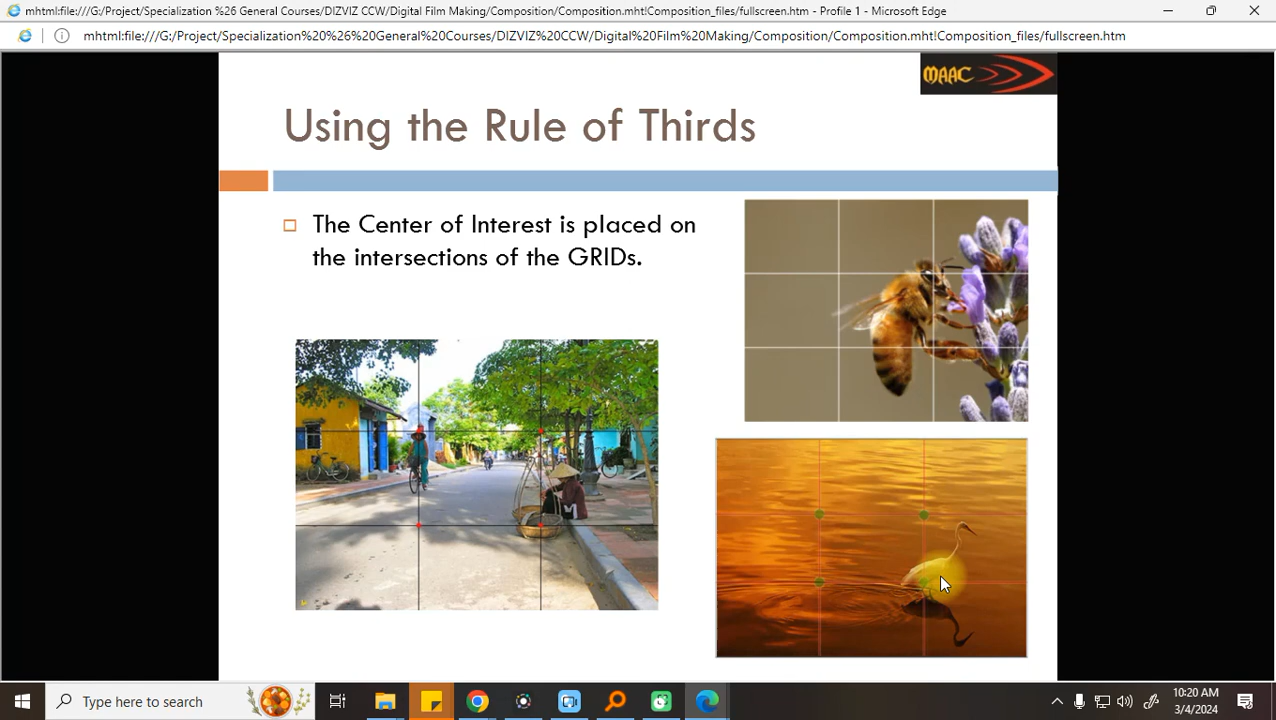 mhtml:file:///G:/Project/Specialization %26 General Courses/DIZVIZ CCW/Digital Film Making/Composition/Composition.mht!Composition_files/fullscreen.htm - Profile 1 - Microsoft Edge
mhtml:file:///G:/Project/Specialization%20%26%20General%20Courses/DIZVIZ%20CCW/Digital%20Film%20Making/Composition/Composition.mht!Composition_files/fullscreen.htm
MAAC
Using the Rule of Thirds
The Center of Interest is placed on
the intersections of the GRIDs.
Type here to search
10:20 AM
3/4/2024